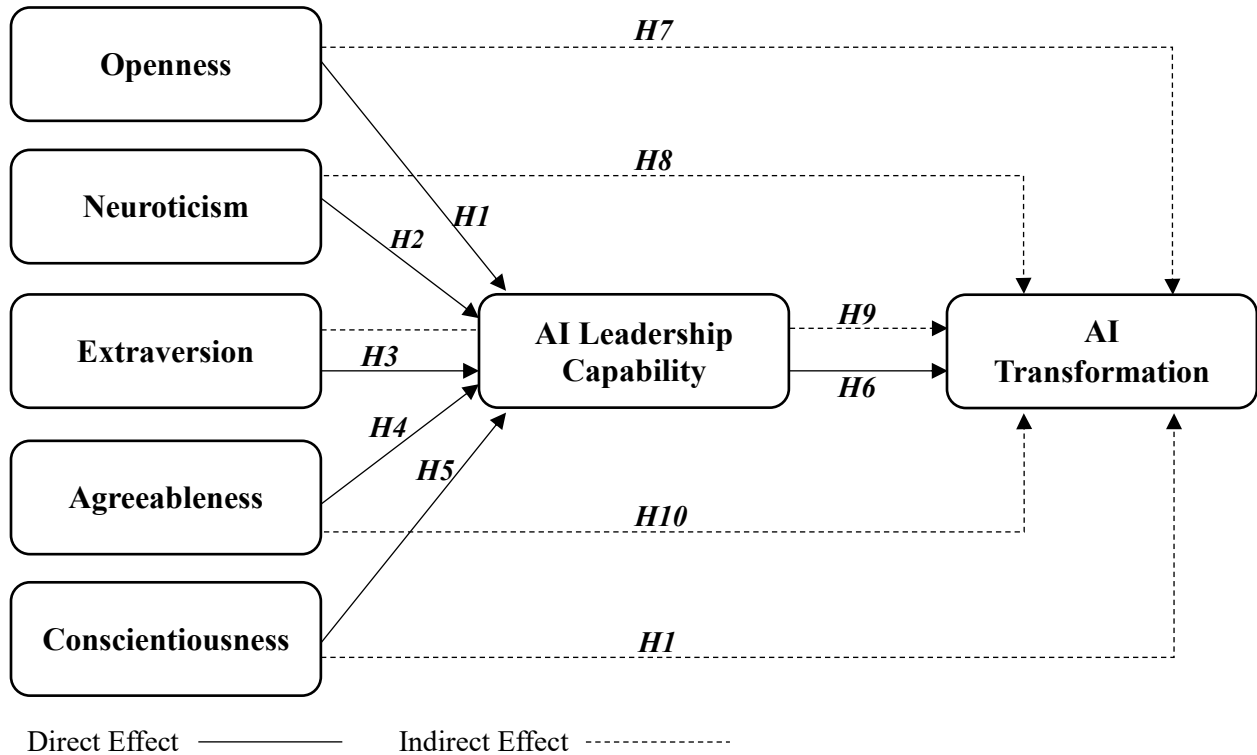 H7
Openness
H8
Neuroticism
H1
H2
Extraversion
H3
AI Leadership
Capability
H9
H6
AI
Transformation
H4
Agreeableness
H5
H10
Conscientiousness
H1
Direct Effect
Indirect Effect